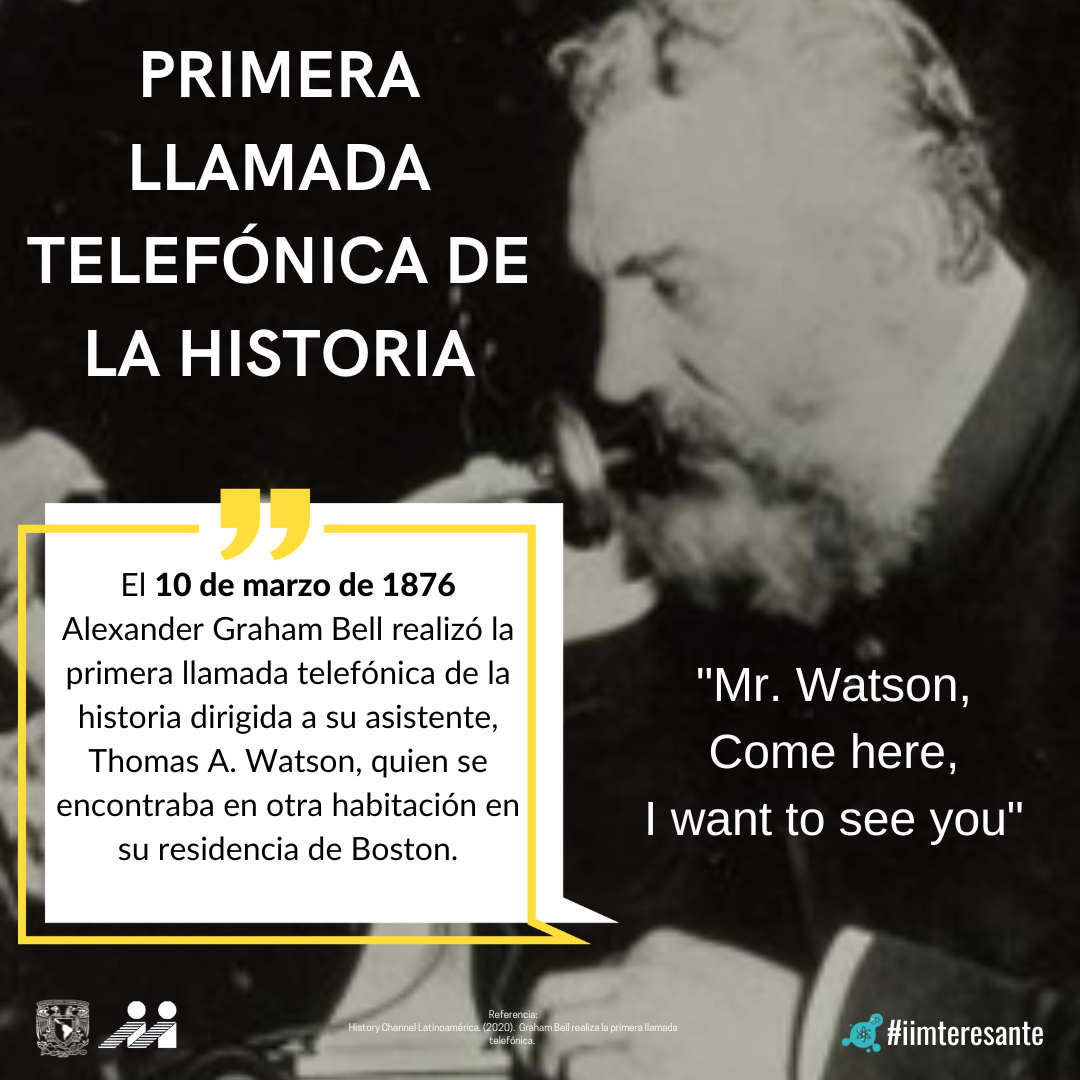 PRIMERA
LLAMADA
TELEFÓNICA DE
LA HISTORIA
El 10 de marzo de 1876
Alexander Graham Bell realizó la
primera llamada telefónica de la
historia dirigida a su asistente,
Thomas A. Watson, quien se
encontraba en otra habitación en
su residencia de Boston.
"Mr. Watson,
Come here,
I want to see you"
Referencia:
History Channel Latinoamérica. (2020). Graham Bell realiza la primera llamada
telefónica.
#iimteresante